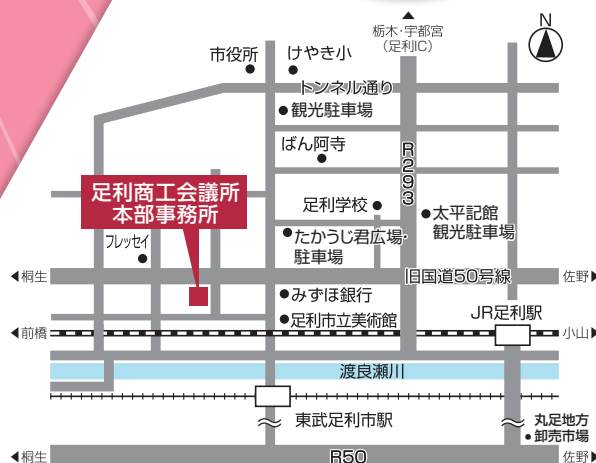 N
栃木・宇都宮
(足利IC)
市役所
けやき小
トンネル通り
観光駐車場
ばん阿寺
R293
足利商工会議所
本部事務所
足利学校
太平記館
観光駐車場
フレッセイ
たかうじ君広場・
駐車場
桐生
旧国道50号線
佐野
みずほ銀行
JR足利駅
前橋
足利市立美術館
小山
渡良瀬川
東武足利市駅
丸足地方
卸売市場
桐生
R50
佐野